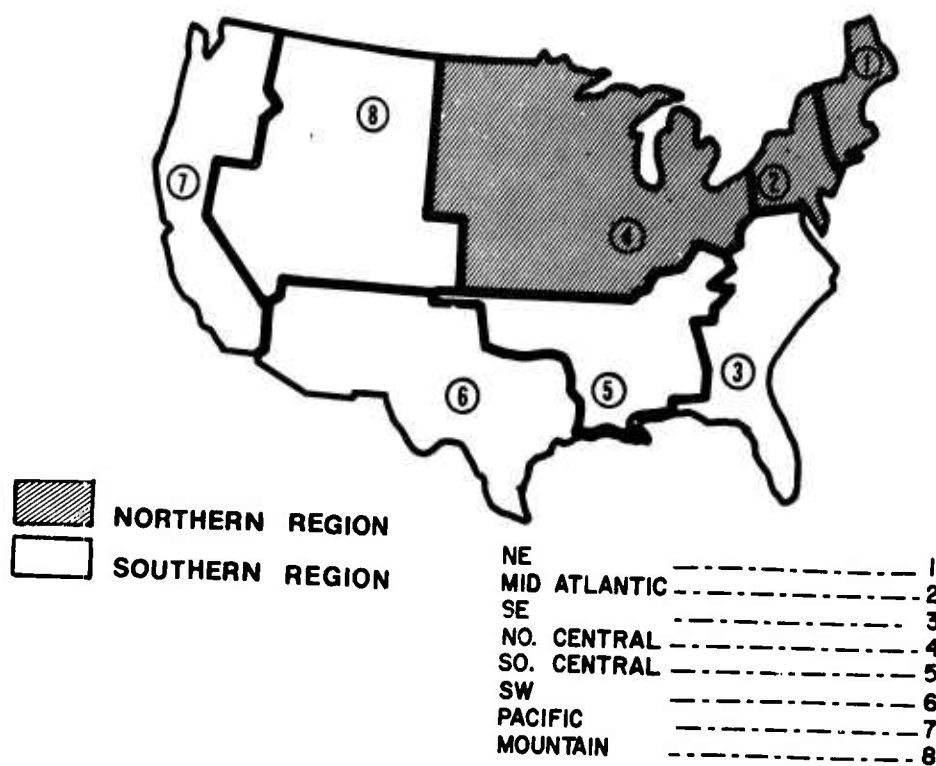 1
8
2
7
4
3
5
6
NORTHERN REGION
SOUTHERN REGION
NE 1
MID ATLANTIC 2
SE 3
NO. CENTRAL 4
SO. CENTRAL 5
SW 6
PACIFIC 7
MOUNTAIN 8